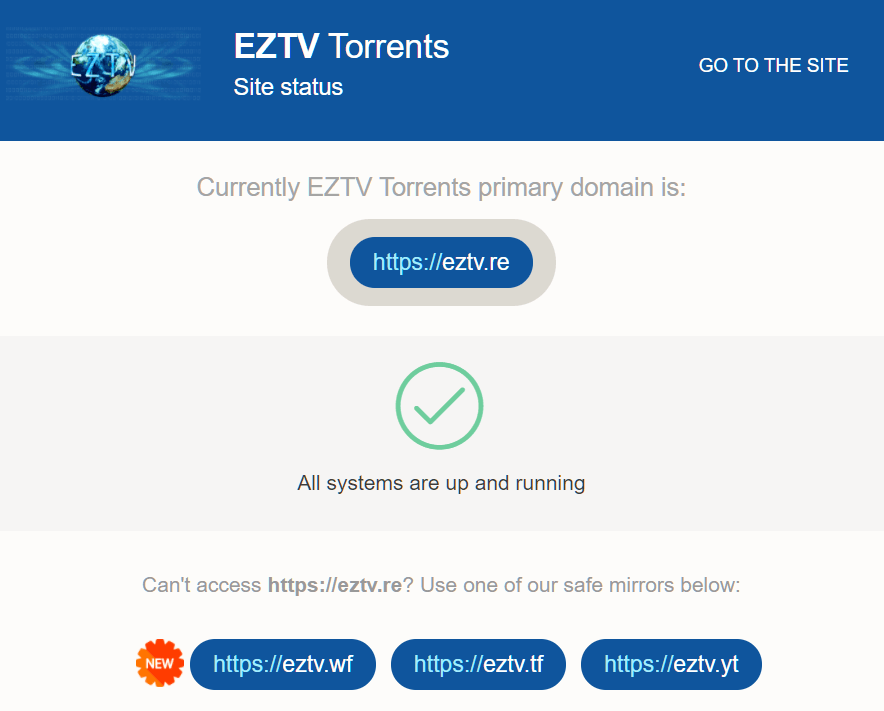 EZTV
EZTV Torrents
Site status
GO TO THE SITE
Currently EZTV Torrents primary domain is:
https://eztv.re
All systems are up and running
Can't access https://eztv.re? Use one of our safe mirrors below:
NEW https://eztv.wf https://eztv.tf https://eztv.yt